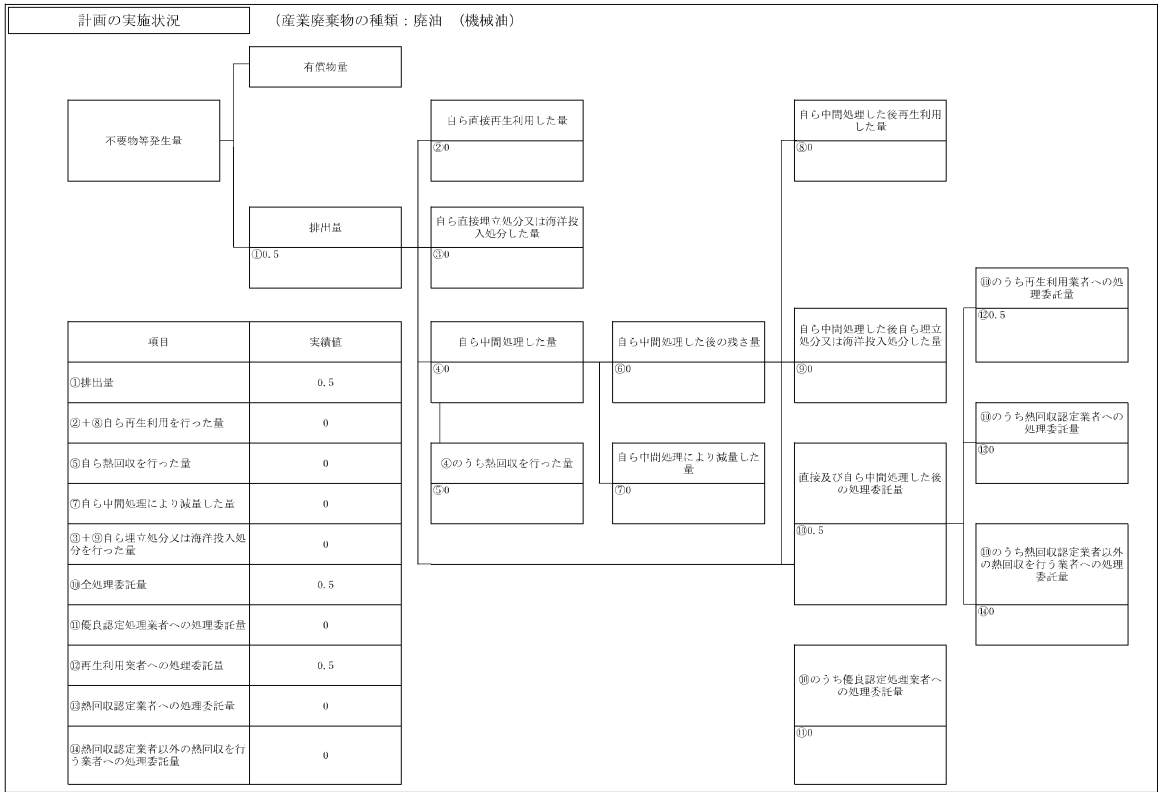 計画の実施状況
（産業廃棄物の種類：廃油　（機械油）
有償物量
不要物等発生量
自ら直接再生利用した量
②0
自ら中間処理した後再生利用
した量
⑧0
排出量
①0.5
自ら直接埋立処分又は海洋投
入処分した量
③0
⑩のうち再生利用業者への処
理委託量
⑫0.5
項目
実績値
①排出量
0.5
②＋⑧自ら再生利用を行った量
0
⑤自ら熱回収を行った量
0
⑦自ら中間処理により減量した量
0
③＋⑨自ら埋立処分又は海洋投入処
分を行った量
0
⑩全処理委託量
0.5
⑪優良認定処理業者への処理委託量
0
⑫再生利用業者への処理委託量
0.5
⑬熱回収認定業者への処理委託量
0
⑭熱回収認定業者以外の熱回収を行
う業者への処理委託量
0
自ら中間処理した量
④0
自ら中間処理した後の残さ量
⑥0
自ら中間処理した後自ら埋立
処分又は海洋投入処分した量
⑨0
④のうち熱回収を行った量
⑤0
自ら中間処理により減量した
量
⑦0
直接及び自ら中間処理した後
の処理委託量
⑩0.5
⑩のうち熱回収認定業者への
処理委託量
⑬0
⑩のうち熱回収認定業者以外
の熱回収を行う業者への処理
委託量
⑭0
⑩のうち優良認定処理業者へ
の処理委託量
⑪0